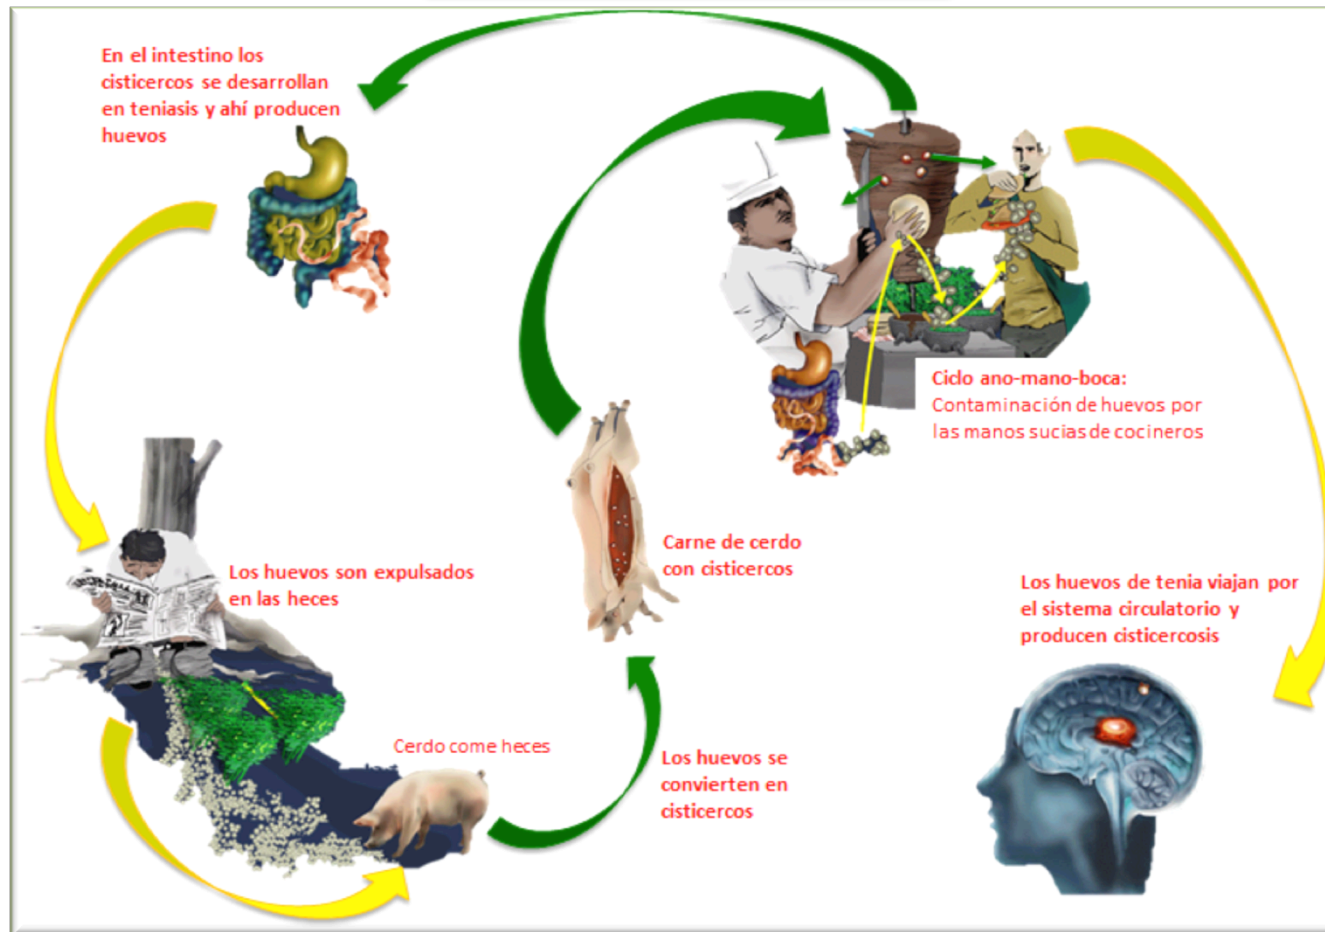 En el intestino los
cisticercos se desarrollan
en teniasis y ahí producen
huevos
Ciclo ano-mano-boca:
Contaminación de huevos por
las manos sucias de cocineros
Los huevos son expulsados
en las heces
Carne de cerdo
con cisticercos
Los huevos de tenia viajan por
el sistema circulatorio y
producen cisticercosis
Cerdo come heces
Los huevos se
convierten en
cisticercos